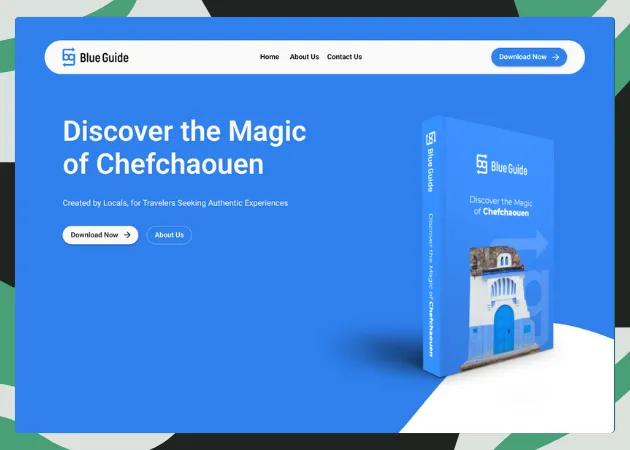 Blue Guide
Home
About Us
Contact Us
Download Now
Discover the Magic
of Chefchaouen
Created by Locals, for Travelers Seeking Authentic Experiences
Download Now
About Us
Blue Guide
Discover the Magic of Chefchaouen
Blue Guide
Discover the Magic
of Chefchaouen